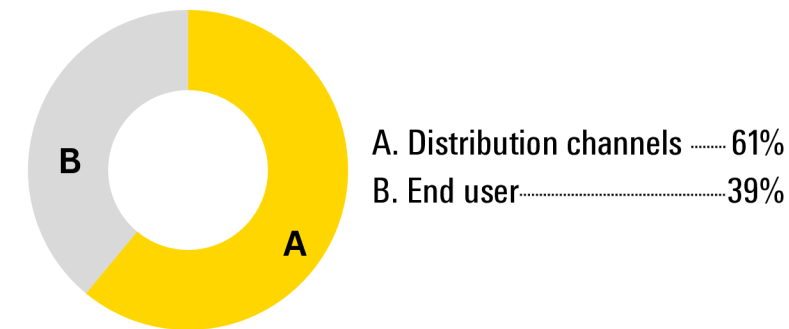 B
A
A. Distribution channels ........ 61%
B. End user................................................39%